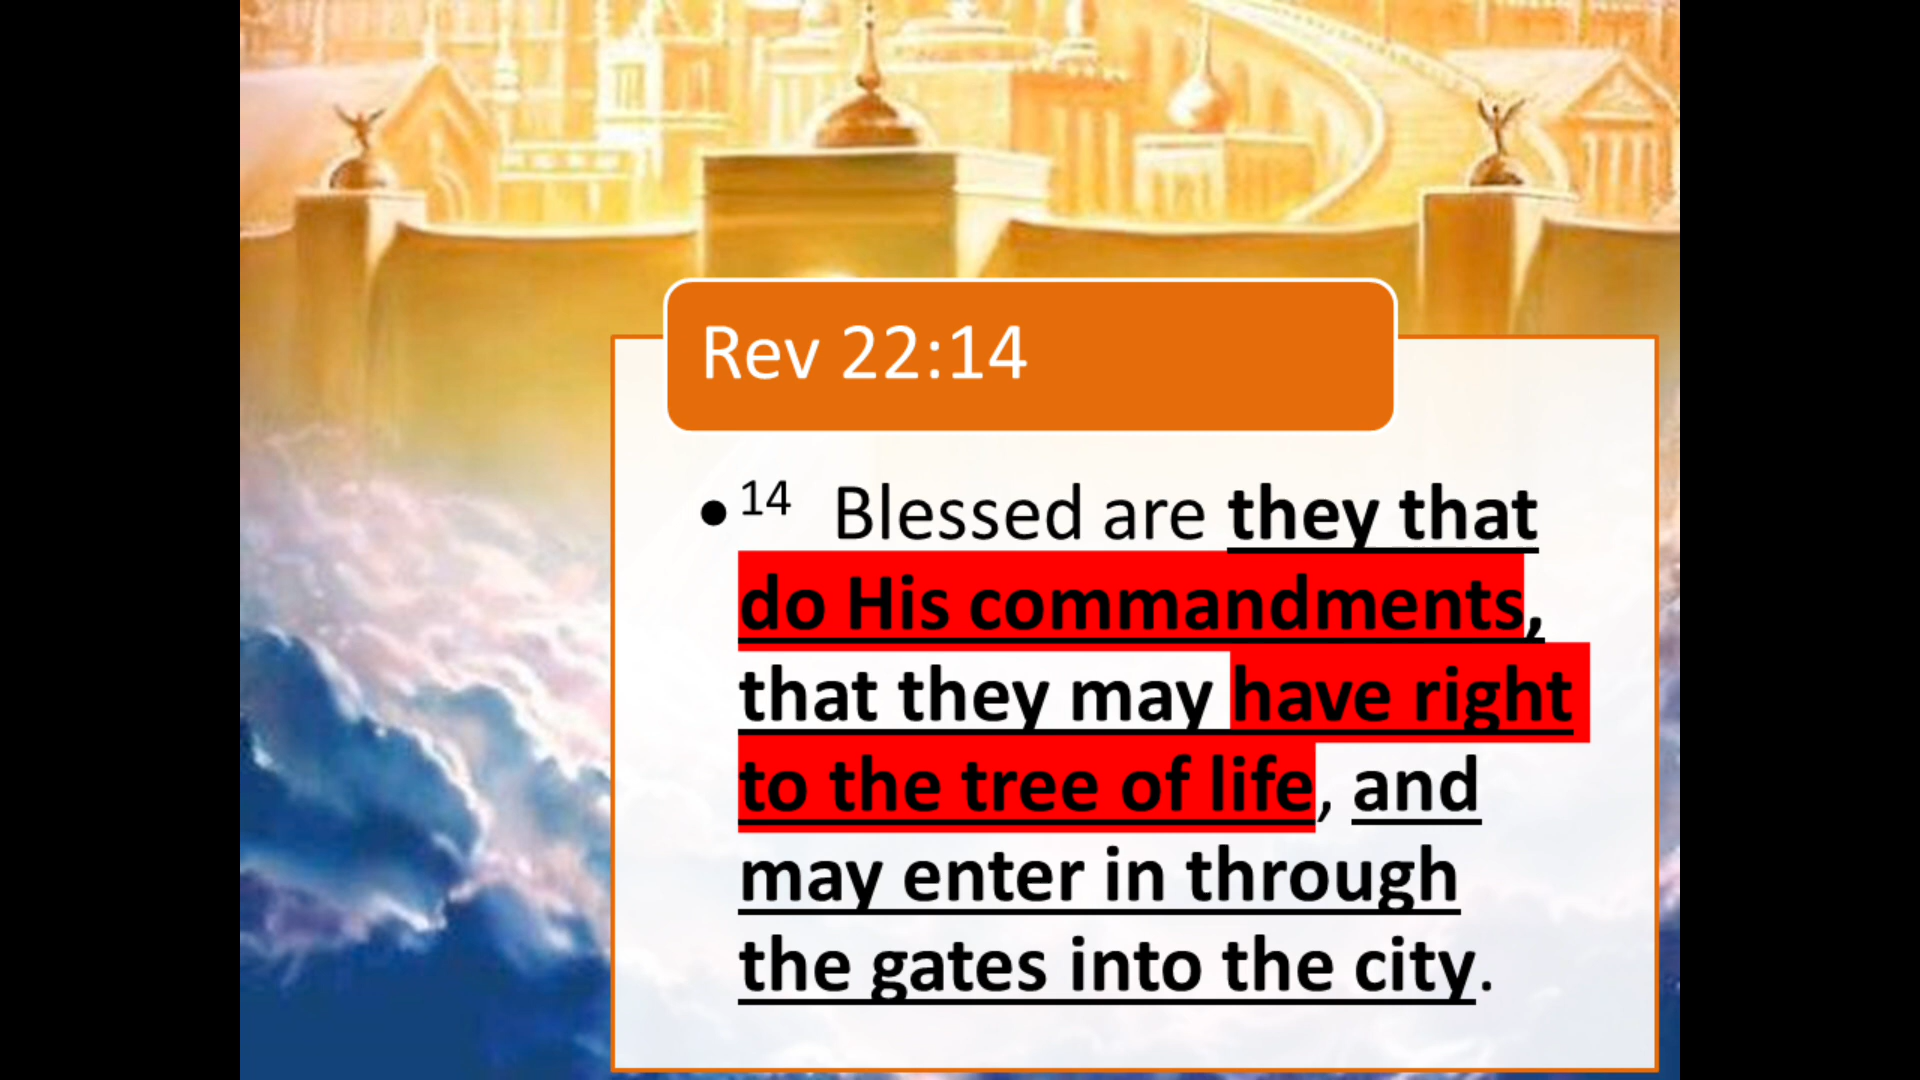 Rev 22:14
• 14 Blessed are they that
do His commandments,
that they may have right
to the tree of life, and
may enter in through
the gates into the city.